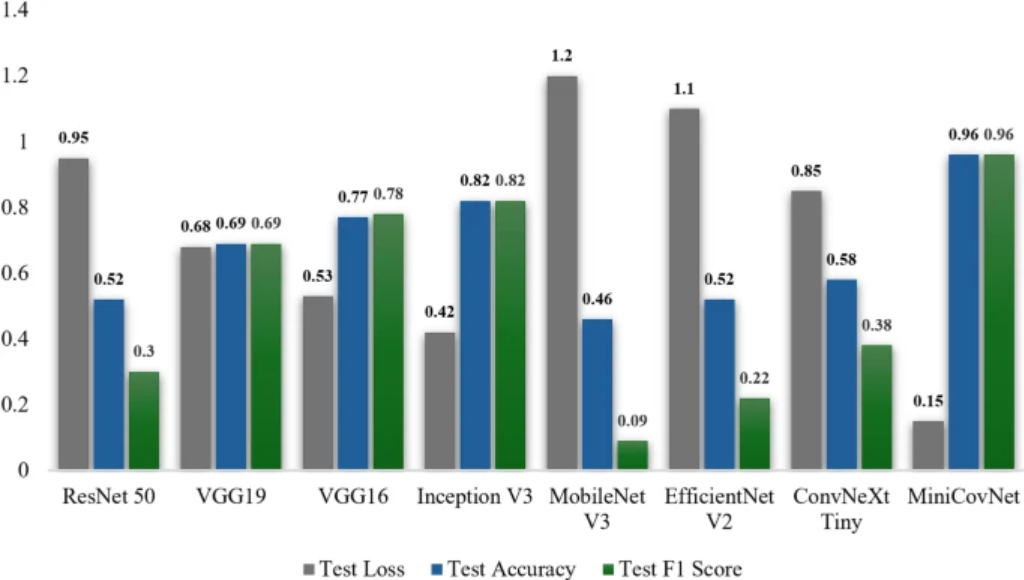 1.4
1.2
1
0.8
0.6
0.4
0.2
0
0.95
0.52
0.3
0.68 0.69 0.69
0.53
0.77 0.78
0.42
0.82 0.82
1.2
0.46
0.09
1.1
0.52
0.22
0.85
0.58
0.38
0.15
0.96 0.96
ResNet 50
VGG19
VGG16
Inception V3
MobileNet
V3
EfficientNet
V2
ConvNeXt
Tiny
MiniCovNet
Test Loss Test Accuracy Test F1 Score